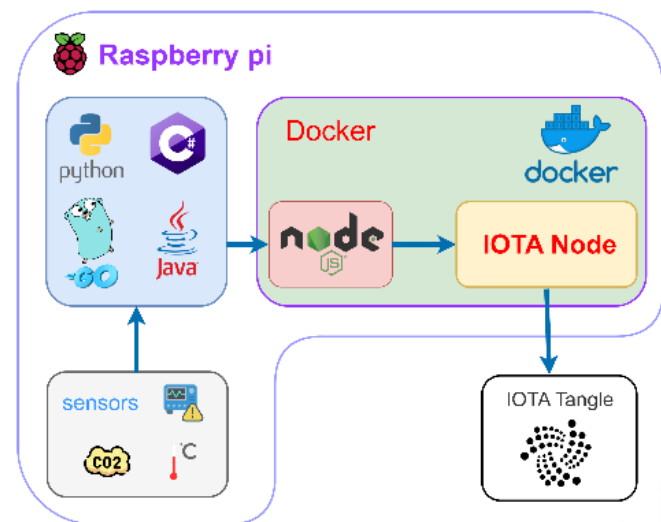 Raspberry pi
python
C#
GO
Java
Docker
docker
node
JS
IOTA Node
sensors
CO2
°C
IOTA Tangle